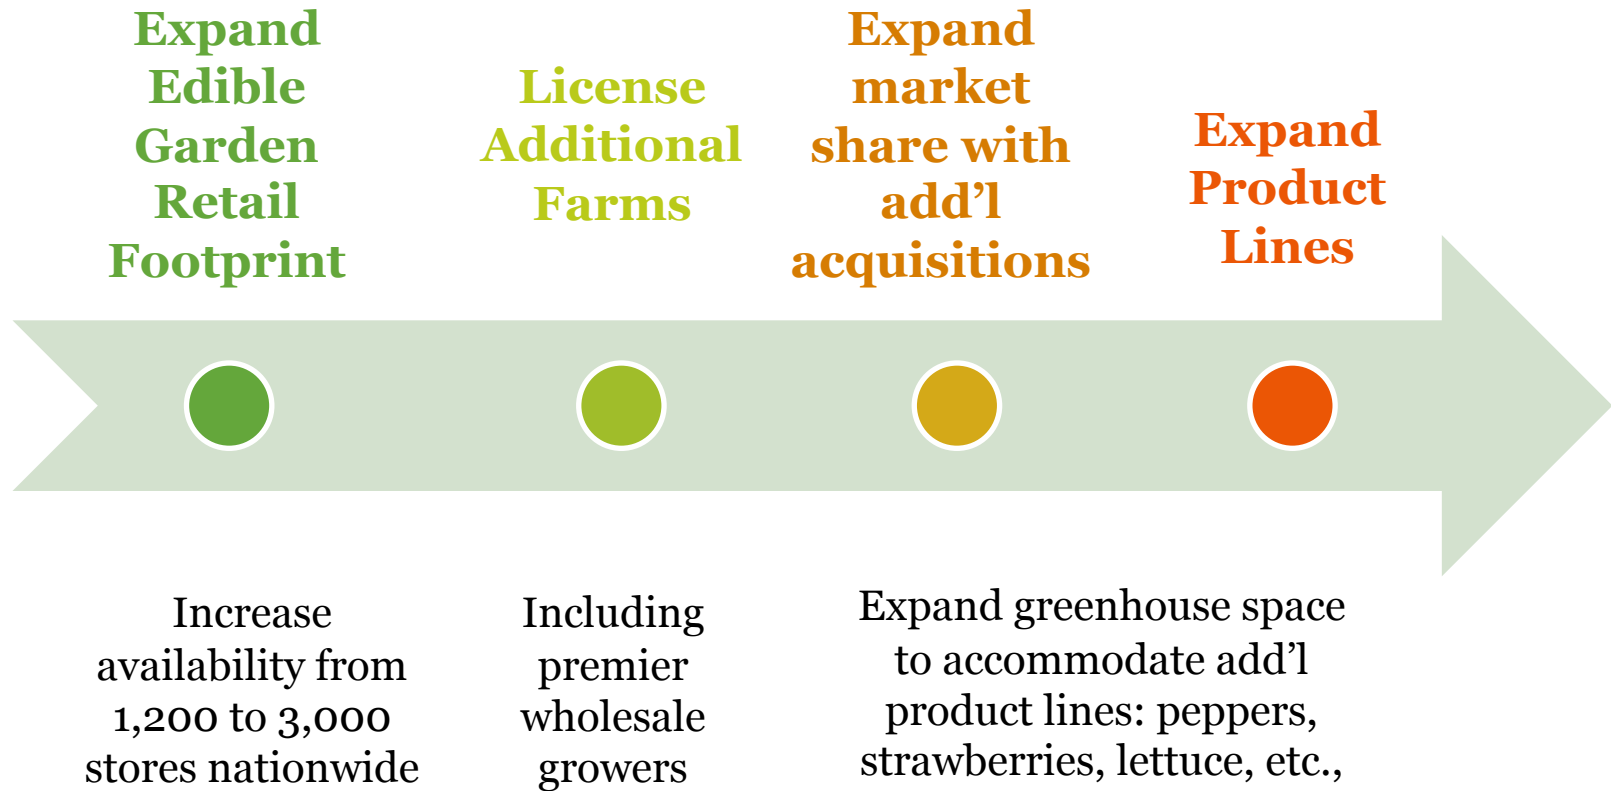 Expand
Edible
Garden
Retail
Footprint
License
Additional
Farms
Expand
market
share with
add’l
acquisitions
Expand
Product
Lines
Increase
availability from
1,200 to 3,000
stores nationwide
Including
premier
wholesale
growers
Expand greenhouse space
to accommodate add’l
product lines: peppers,
strawberries, lettuce, etc.,